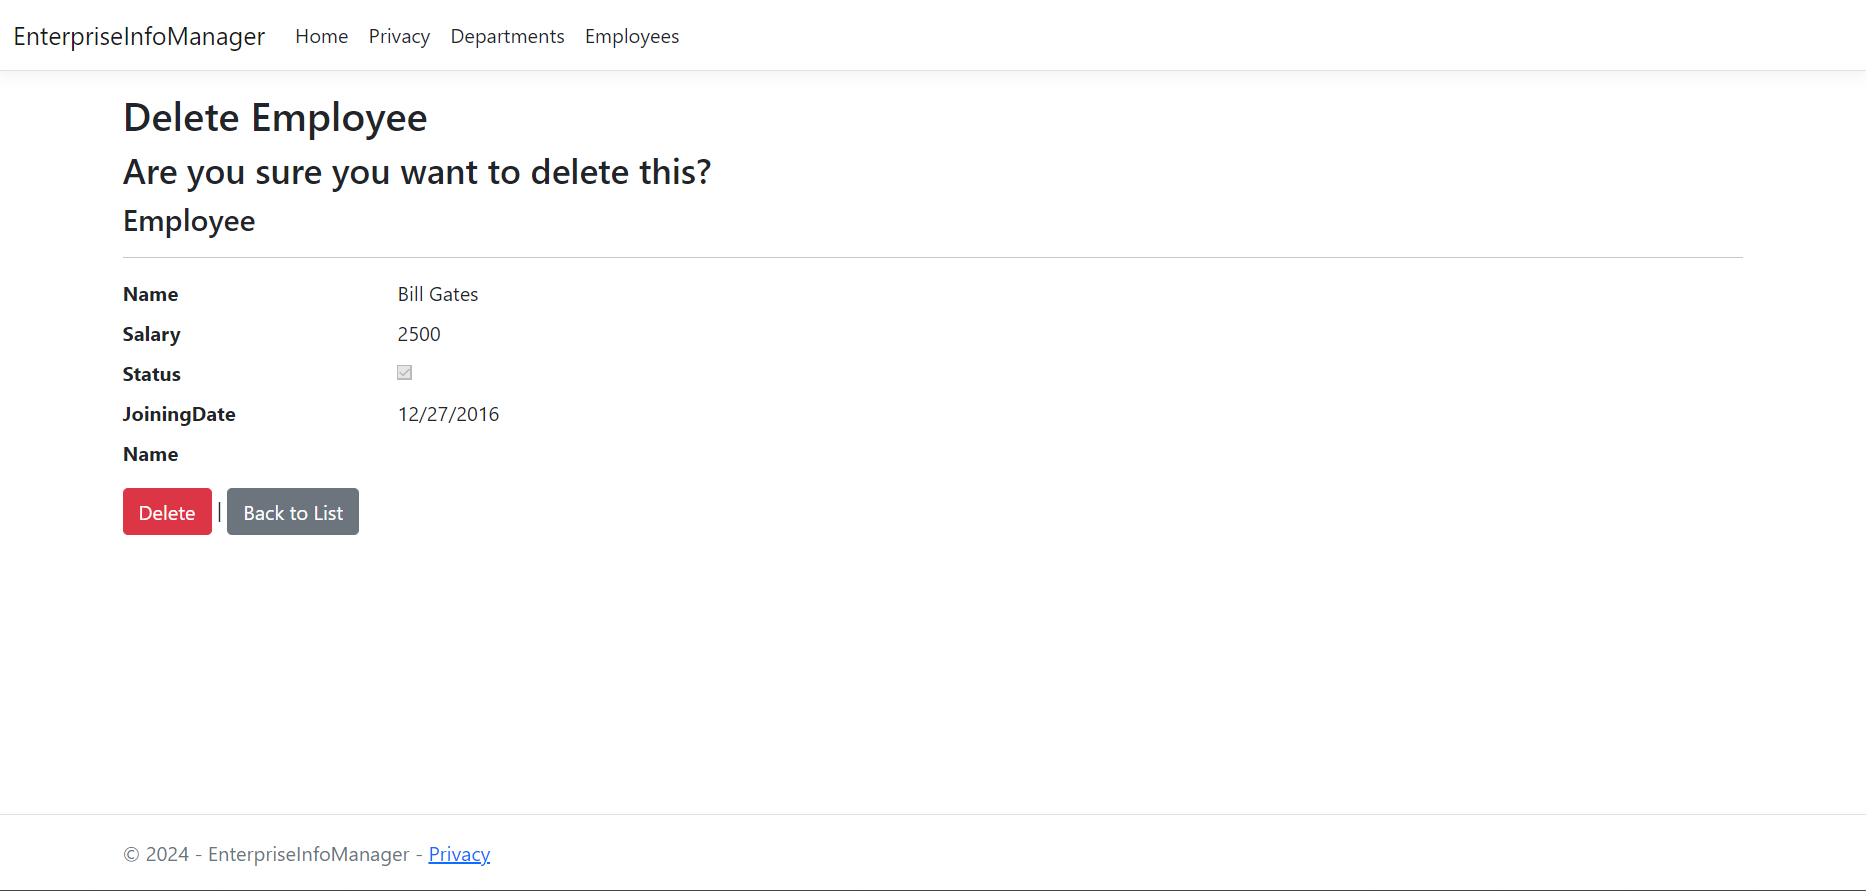 EnterpriseInfoManager Home Privacy Departments Employees
Delete Employee
Are you sure you want to delete this?
Employee
Name Bill Gates
Salary 2500
Status
JoiningDate 12/27/2016
Name
Delete | Back to List
© 2024 - EnterpriseInfoManager - Privacy